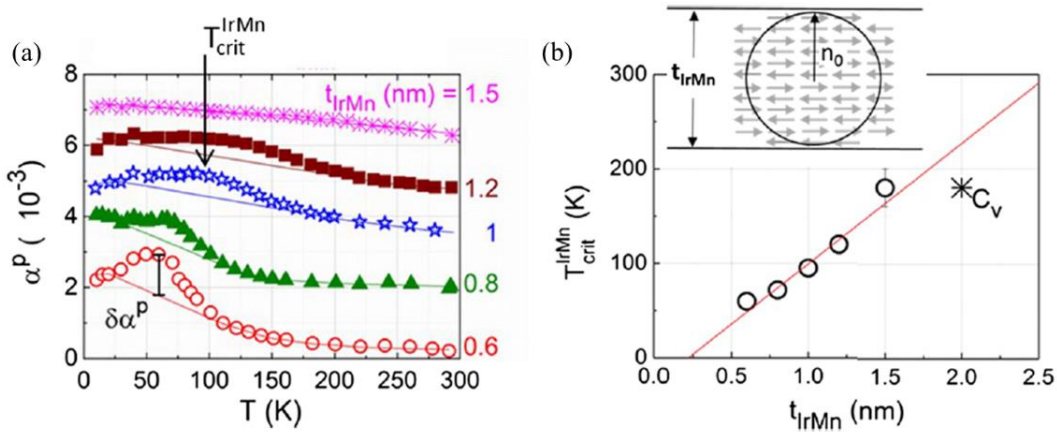 (a)
T_crit^IrMn
α^p ( 10^-3)
8
6
4
2
0
t_IrMn (nm) = 1.5
1.2
1
0.8
0.6
δα^p
0 50 100 150 200 250 300
T (K)
(b)
t_IrMn
n_0
T_crit^IrMn (K)
300
200
100
0
C_v
0.0 0.5 1.0 1.5 2.0 2.5
t_IrMn (nm)